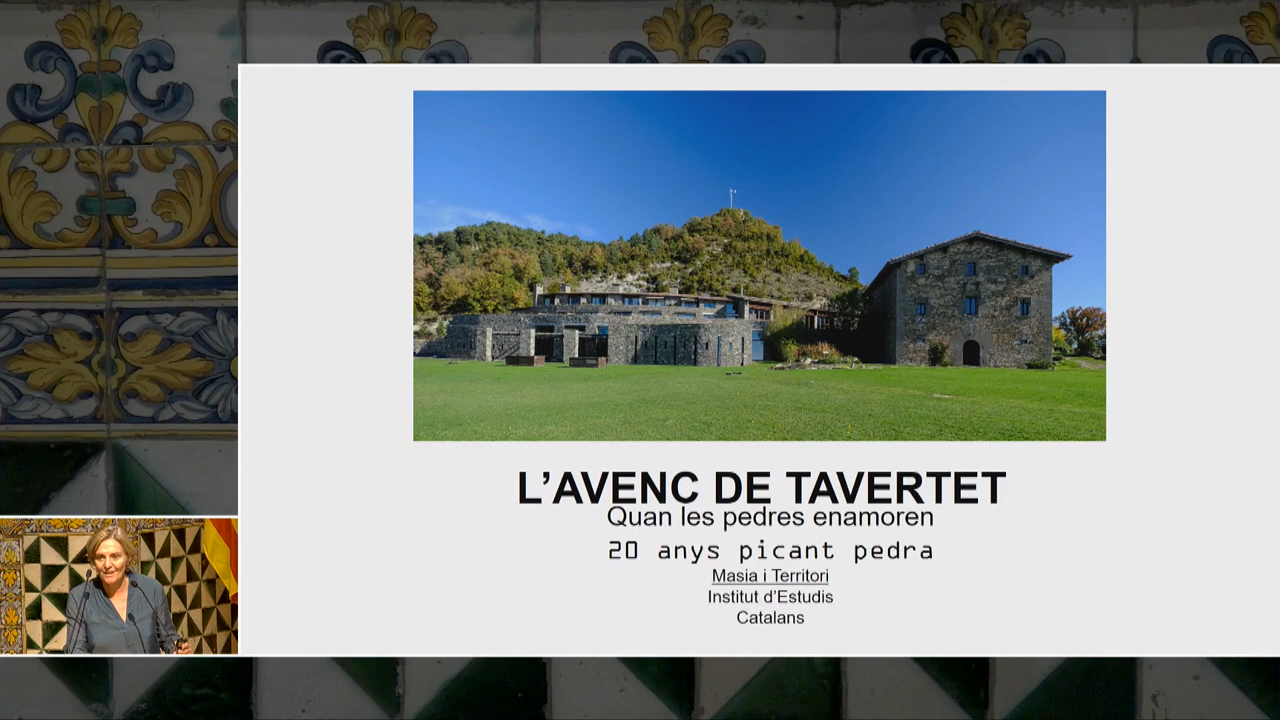 L’AVENC DE TAVERTET
Quan les pedres enamoren
20 anys picant pedra
Masia i Territori
Institut d’Estudis
Catalans